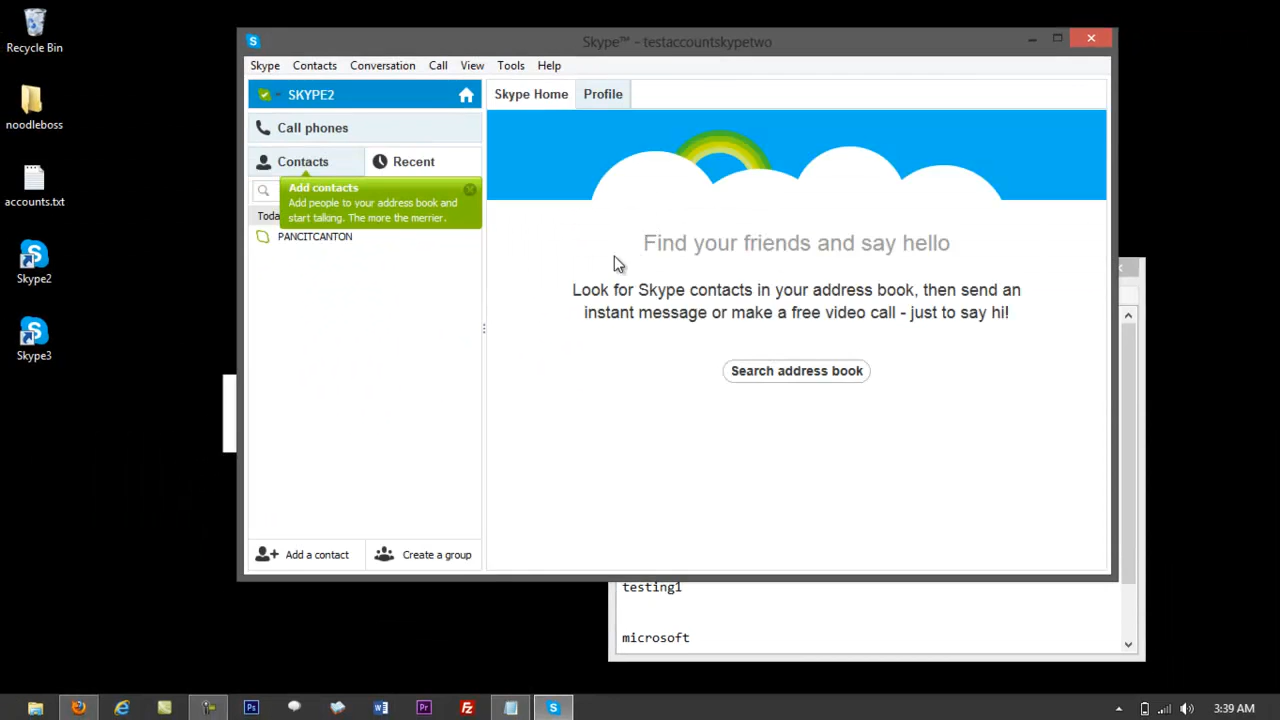 Recycle Bin
noodleboss
accounts.txt
Skype2
Skype3
Skype™ - testaccountskypetwo
Skype Contacts Conversation Call View Tools Help
SKYPE2
Call phones
Contacts
Recent
Add contacts
Add people to your address book and
start talking. The more the merrier.
Toda
PANCITCANTON
Add a contact
Create a group
Skype Home
Profile
Find your friends and say hello
Look for Skype contacts in your address book, then send an
instant message or make a free video call - just to say hi!
Search address book
testing1
microsoft
3:39 AM